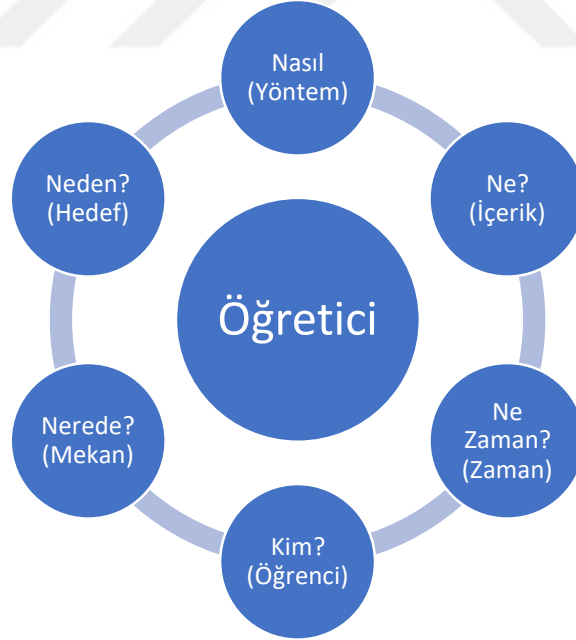 Nasıl
(Yöntem)
Ne?
(İçerik)
Ne
Zaman?
(Zaman)
Kim?
(Öğrenci)
Nerede?
(Mekan)
Neden?
(Hedef)
Öğretici